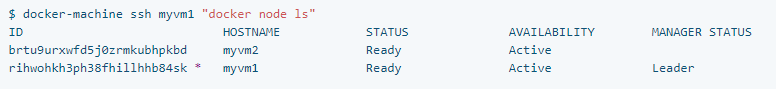 $ docker-machine ssh myvm1 "docker node ls"
ID HOSTNAME STATUS AVAILABILITY MANAGER STATUS
brtu9urxwfd5j0zrmkubhpkbd myvm2 Ready Active
rihwohkh3ph38fhillhhb84sk * myvm1 Ready Active Leader